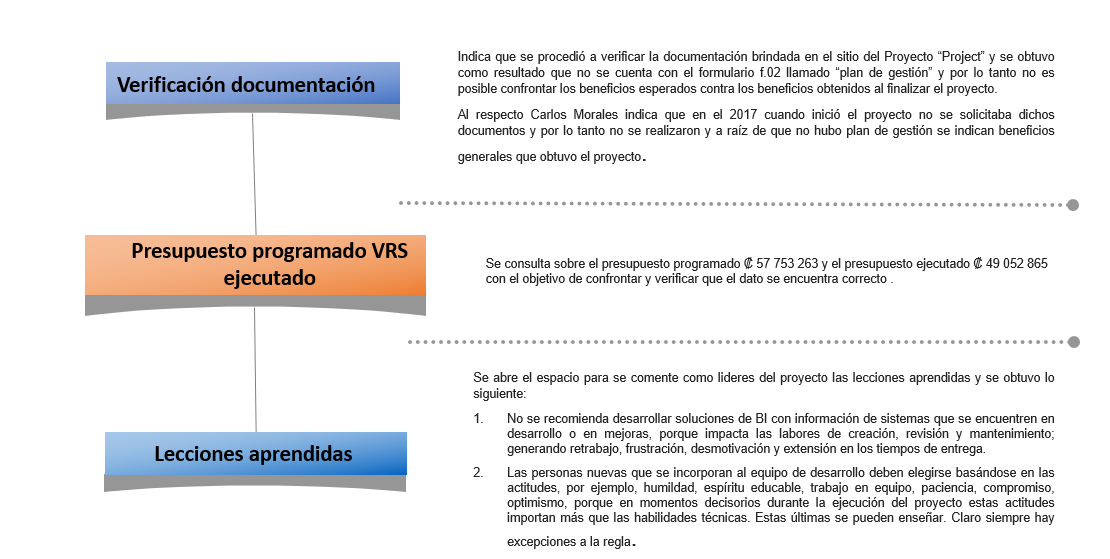 Verificación documentación
Indica que se procedió a verificar la documentación brindada en el sitio del Proyecto “Project” y se obtuvo
como resultado que no se cuenta con el formulario f.02 llamado “plan de gestión” y por lo tanto no es
posible confrontar los beneficios esperados contra los beneficios obtenidos al finalizar el proyecto.
Al respecto Carlos Morales indica que en el 2017 cuando inició el proyecto no se solicitaba dichos
documentos y por lo tanto no se realizaron y a raíz de que no hubo plan de gestión se indican beneficios
generales que obtuvo el proyecto.
Presupuesto programado VRS
ejecutado
Se consulta sobre el presupuesto programado ₡ 57 753 263 y el presupuesto ejecutado ₡ 49 052 865
con el objetivo de confrontar y verificar que el dato se encuentra correcto .
Lecciones aprendidas
Se abre el espacio para se comente como lideres del proyecto las lecciones aprendidas y se obtuvo lo
siguiente:
1. No se recomienda desarrollar soluciones de BI con información de sistemas que se encuentren en
desarrollo o en mejoras, porque impacta las labores de creación, revisión y mantenimiento;
generando retrabajo, frustración, desmotivación y extensión en los tiempos de entrega.
2. Las personas nuevas que se incorporan al equipo de desarrollo deben elegirse basándose en las
actitudes, por ejemplo, humildad, espíritu educable, trabajo en equipo, paciencia, compromiso,
optimismo, porque en momentos decisorios durante la ejecución del proyecto estas actitudes
importan más que las habilidades técnicas. Estas últimas se pueden enseñar. Claro siempre hay
excepciones a la regla.